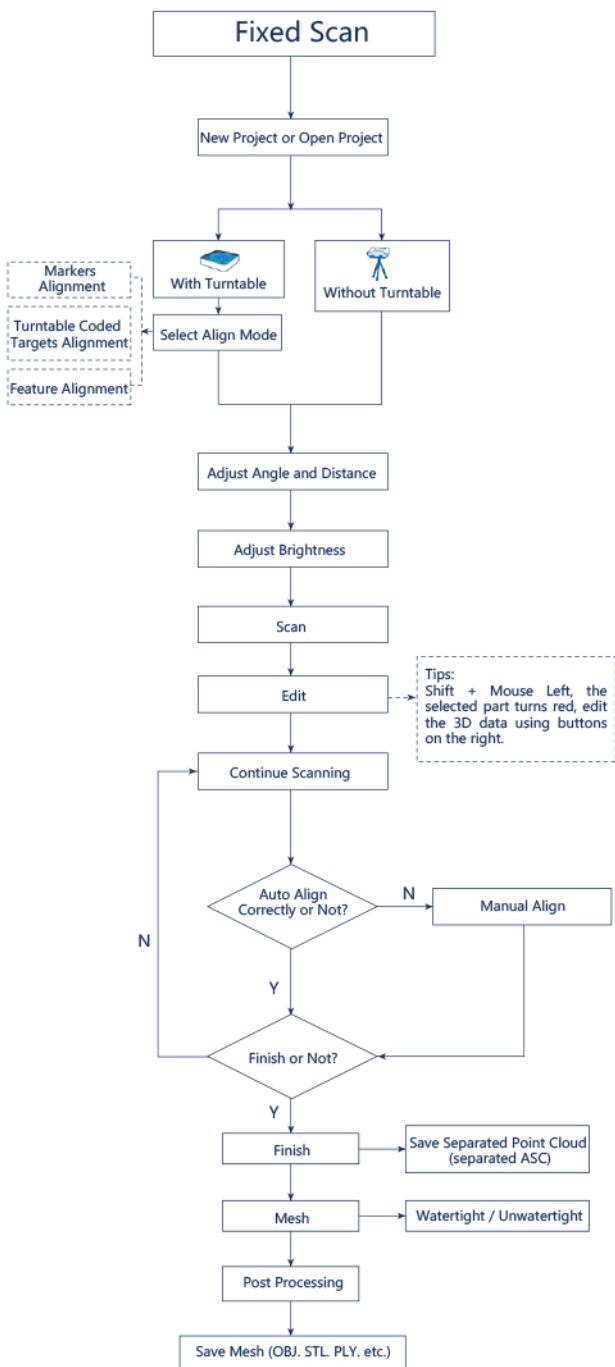 Fixed Scan
New Project or Open Project
With Turntable
Without Turntable
Markers
Alignment
Turntable Coded
Targets Alignment
Feature Alignment
Select Align Mode
Adjust Angle and Distance
Adjust Brightness
Scan
Edit
Tips:
Shift + Mouse Left, the
selected part turns red, edit
the 3D data using buttons
on the right.
Continue Scanning
Auto Align
Correctly or Not?
N
Manual Align
N
Y
Finish or Not?
Y
Finish
Save Separated Point Cloud
(separated ASC)
Mesh
Watertight / Unwatertight
Post Processing
Save Mesh (OBJ. STL. PLY. etc.)